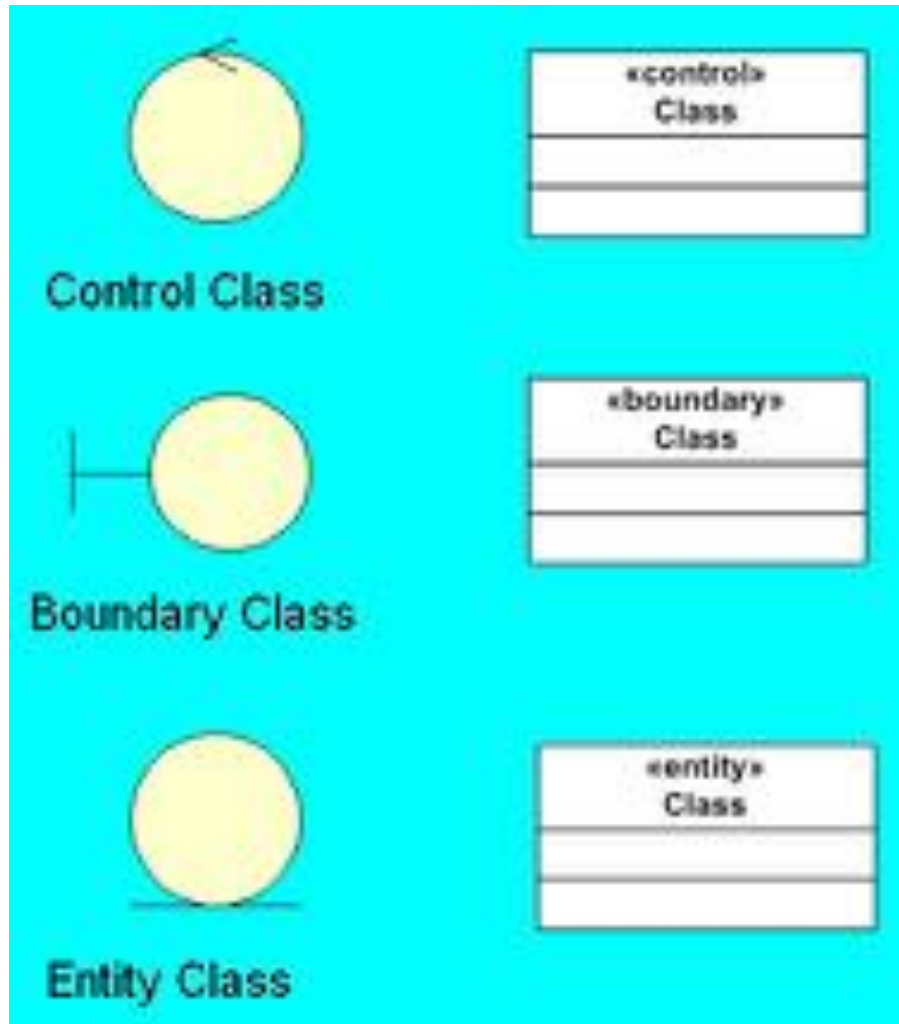 «control»
Class
Control Class
«boundary»
Class
Boundary Class
«entity»
Class
Entity Class